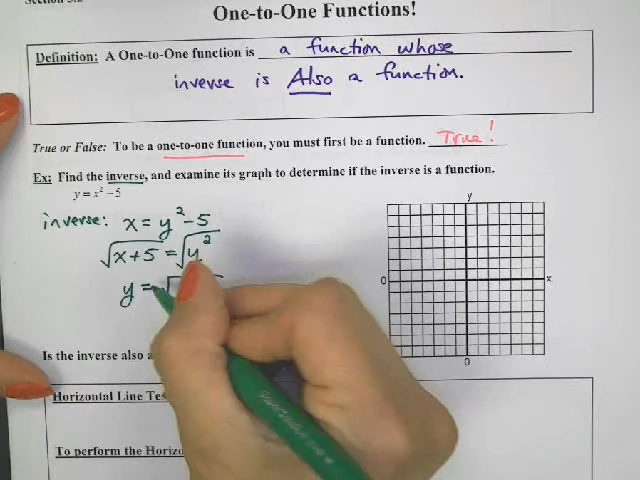 One-to-One Functions!
Definition: A One-to-One function is a function whose
inverse is Also a function.
True or False: To be a one-to-one function, you must first be a function. True!
Ex: Find the inverse, and examine its graph to determine if the inverse is a function.
y = x² − 5
inverse: x = y² - 5
√x+5 = √y²
y = √
y
0
x
0
Is the inverse also a
Horizontal Line Tes
To perform the Horizo